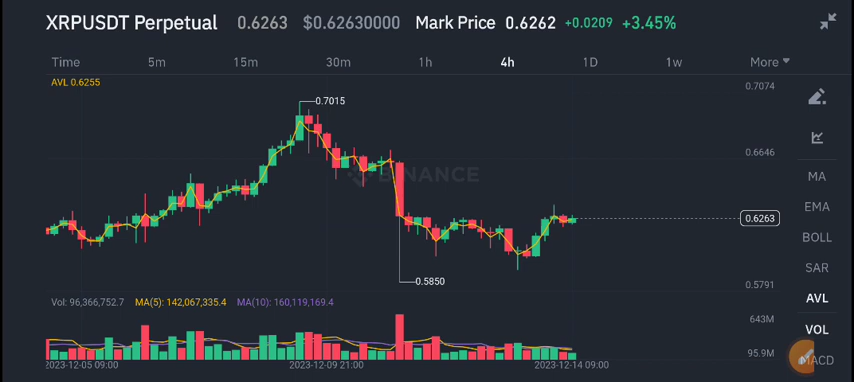 XRPUSDT Perpetual 0.6263 $0.62630000 Mark Price 0.6262 +0.0209 +3.45%
Time 5m 15m 30m 1h 4h 1D 1w More
AVL 0.6255
0.7074
0.7015
0.6646
BINANCE
MA
EMA
0.6263
BOLL
SAR
0.5850
0.5791
AVL
Vol: 96,366,752.7 MA(5): 142,067,335.4 MA(10): 160,119,169.4
643M
VOL
95.9M
MACD
2023-12-05 09:00 2023-12-09 21:00 2023-12-14 09:00